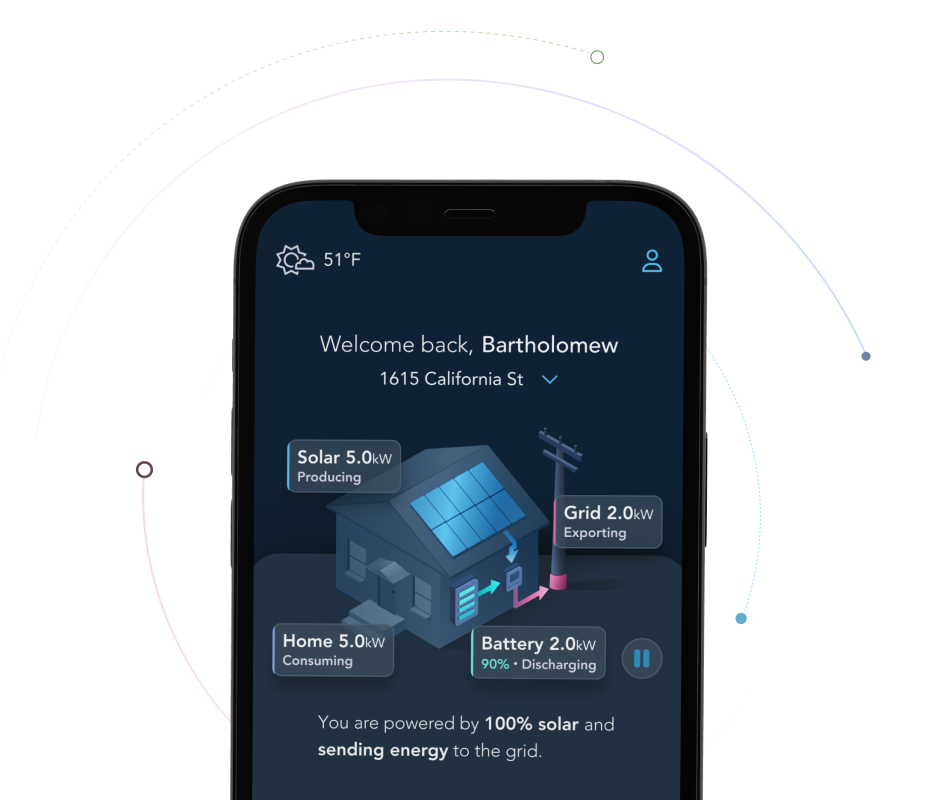 51°F
Welcome back, Bartholomew
1615 California St
Solar 5.0kW
Producing
Grid 2.0kW
Exporting
Home 5.0kW
Consuming
Battery 2.0kW
90% • Discharging
You are powered by 100% solar and
sending energy to the grid.